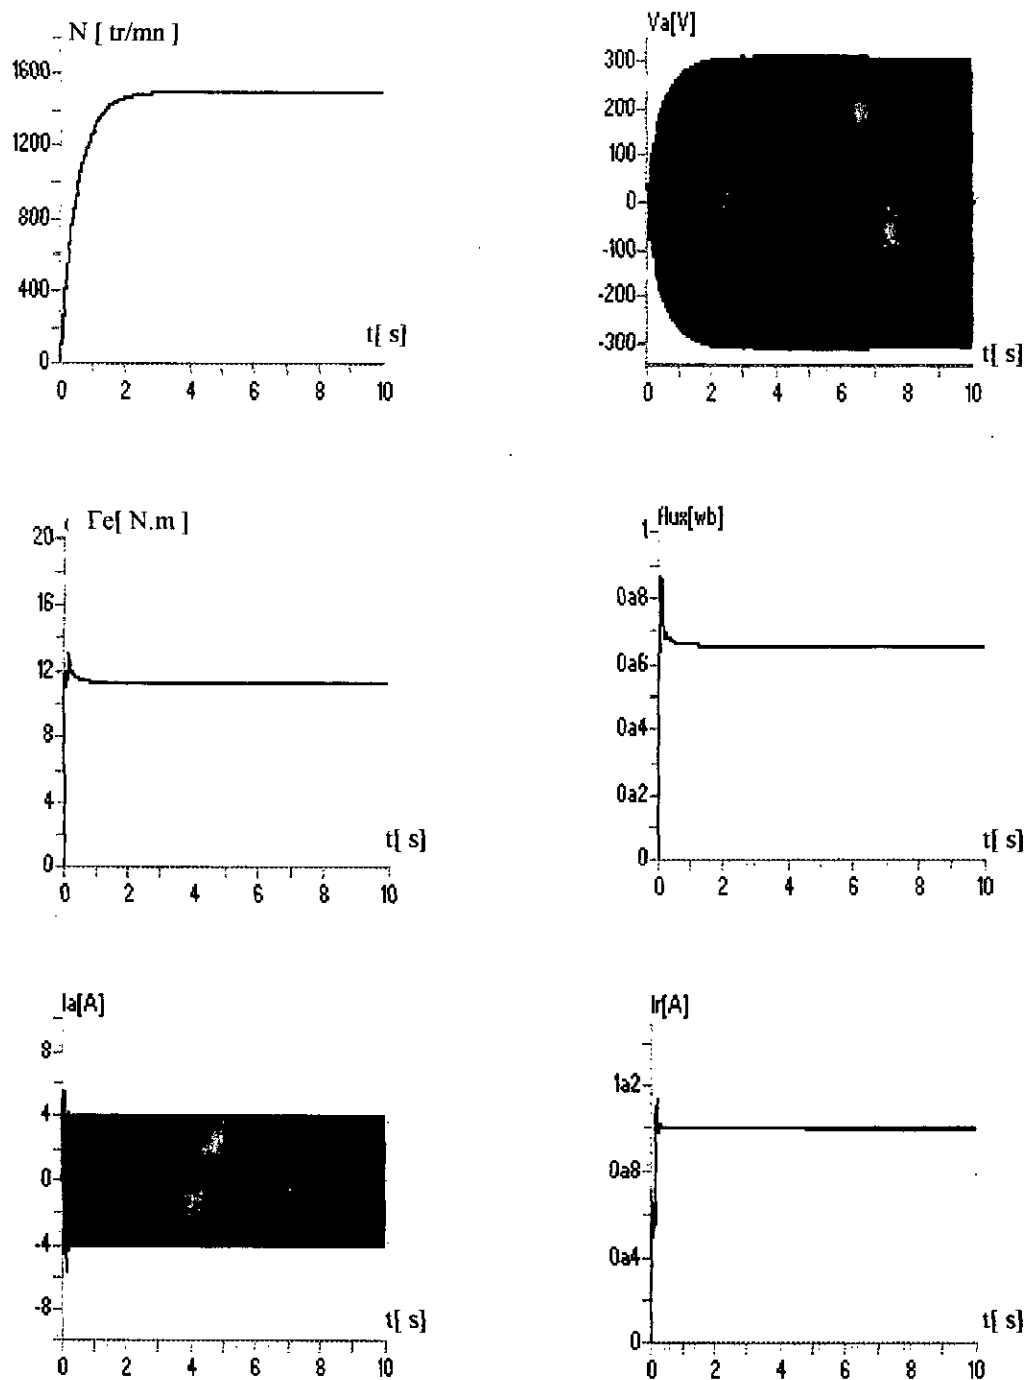 N [ tr/mn ]
1600
1200
800
400
0
t[ s]
0 2 4 6 8 10
Va[V]
300
200
100
0
-100
-200
-300
t[ s]
0 2 4 6 8 10
Γe[ N.m ]
20
16
12
8
4
0
t[ s]
0 2 4 6 8 10
flux[wb]
1
0a8
0a6
0a4
0a2
0
t[ s]
0 2 4 6 8 10
Ia[A]
8
4
0
-4
-8
t[ s]
0 2 4 6 8 10
Ir[A]
1a2
0a8
0a4
0
t[ s]
0 2 4 6 8 10